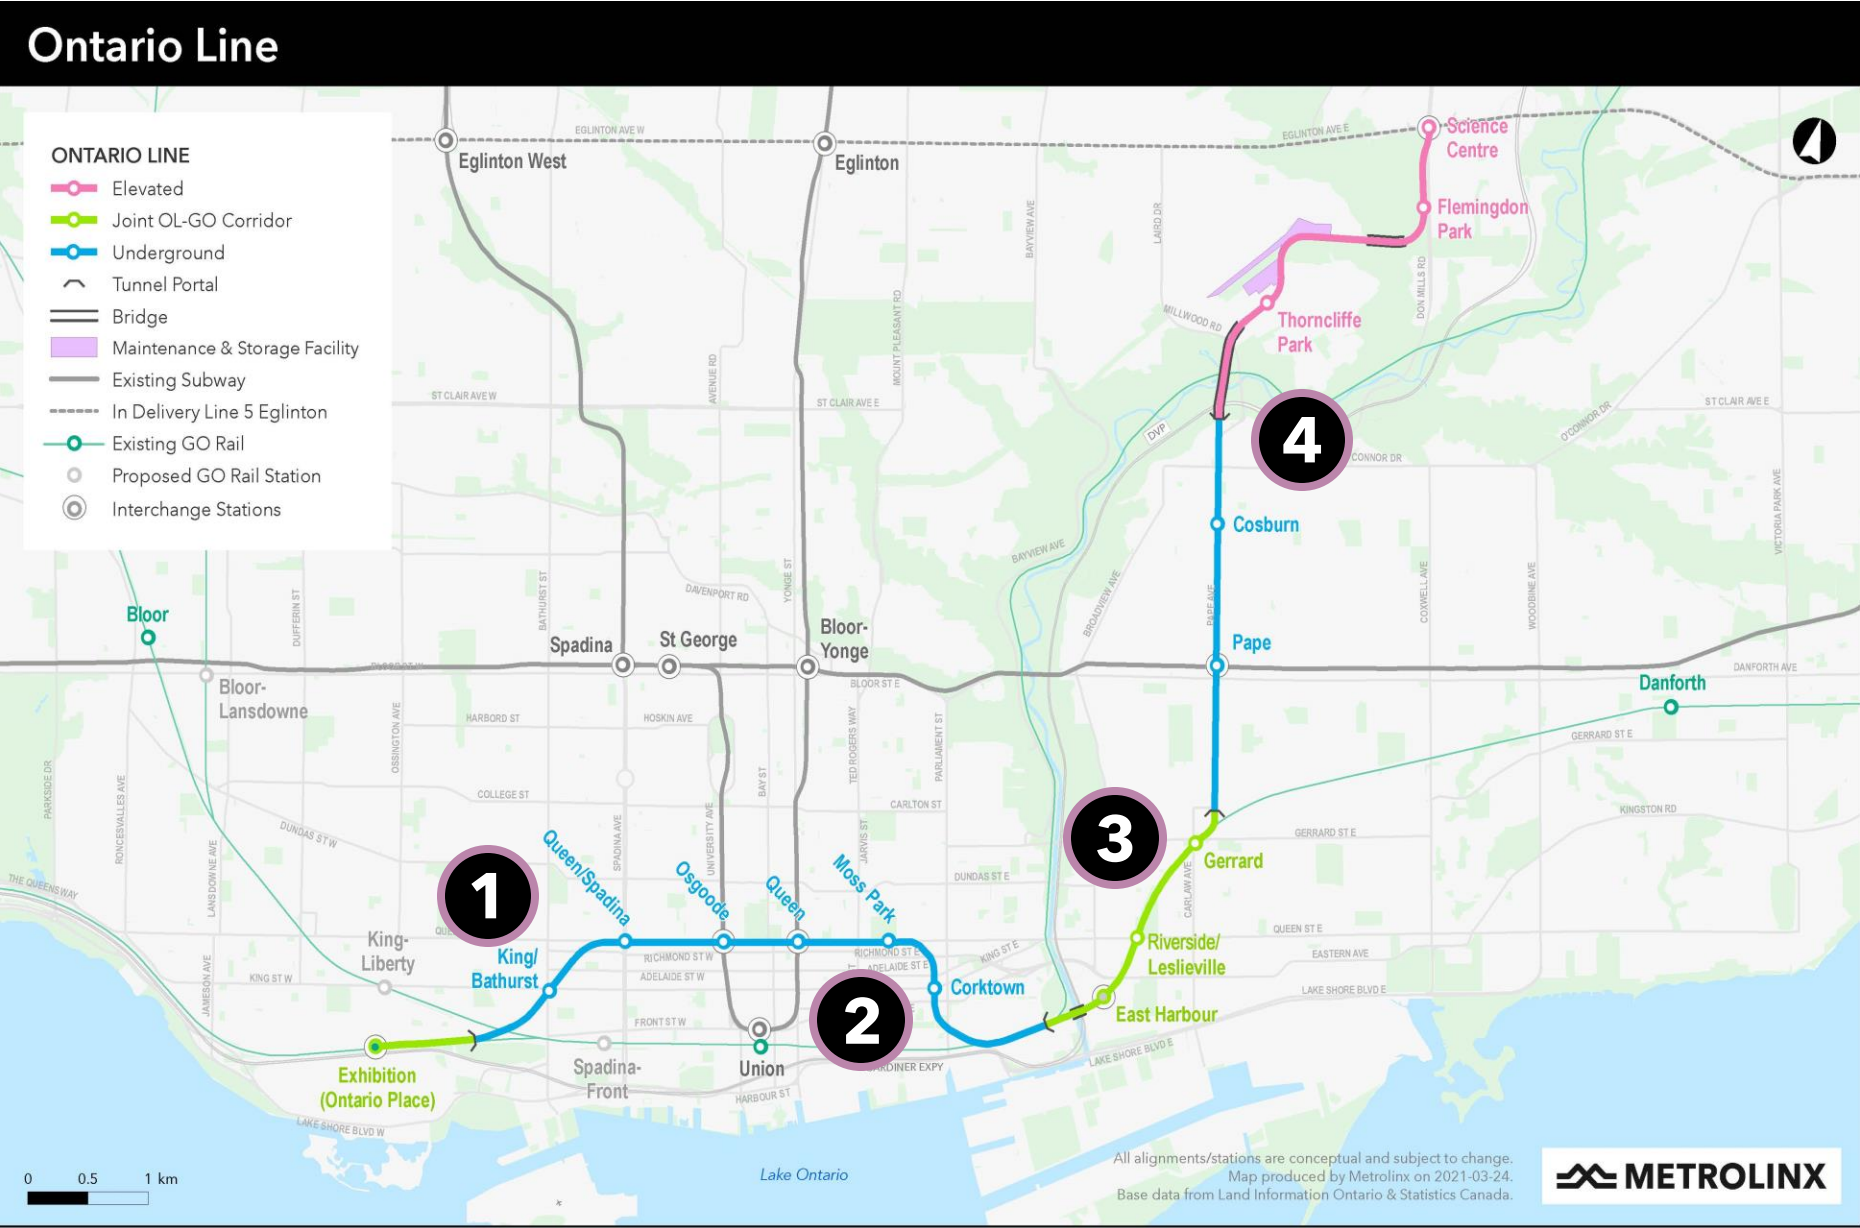 Ontario Line
ONTARIO LINE
Elevated
Joint OL-GO Corridor
Underground
Tunnel Portal
Bridge
Maintenance & Storage Facility
Existing Subway
In Delivery Line 5 Eglinton
Existing GO Rail
Proposed GO Rail Station
Interchange Stations
EGLINTON AVE W
EGLINTON AVE E
Eglinton West
Eglinton
Science
Centre
Flemingdon
Park
Thorncliffe
Park
BAYVIEW AVE
LAIRD DR
DON MILLS RD
MILLWOOD RD
MOUNT PLEASANT RD
AVENUE RD
ST CLAIR AVE W
ST CLAIR AVE E
ST CLAIR AVE E
O'CONNOR DR
DVP
4
CONNOR DR
VICTORIA PARK AVE
Cosburn
BAYVIEW AVE
BROADVIEW AVE
PAPE AVE
COXWELL AVE
WOODBINE AVE
YONGE ST
BATHURST ST
DUFFERIN ST
DAVENPORT RD
Bloor
Spadina
St George
Bloor-
Yonge
Pape
BLOOR ST E
DANFORTH AVE
Danforth
Bloor-
Lansdowne
HARBORD ST
HOSKIN AVE
OSSINGTON AVE
TED ROGERS WAY
PARLIAMENT ST
GERRARD ST E
PARKSIDE DR
RONCESVALLES AVE
BAY ST
COLLEGE ST
CARLTON ST
KINGSTON RD
DUNDAS ST W
SPADINA AVE
UNIVERSITY AVE
JARVIS ST
3
GERRARD ST E
Gerrard
CARLAW AVE
THE QUEENSWAY
LANSDOWNE AVE
1
Queen/Spadina
Osgoode
Queen
Moss Park
DUNDAS ST E
QUEEN ST E
King-
Liberty
QUE
King/
Bathurst
RICHMOND ST W
ADELAIDE ST W
RICHMOND ST E
ADELAIDE ST E
KING ST E
Riverside/
Leslieville
EASTERN AVE
JAMESON AVE
KING ST W
Corktown
LAKE SHORE BLVD E
East Harbour
FRONT ST W
2
Exhibition
(Ontario Place)
Spadina-
Front
Union
RDINER EXPY
LAKE SHORE BLVD E
HARBOUR ST
LAKE SHORE BLVD W
Lake Ontario
0 0.5 1 km
All alignments/stations are conceptual and subject to change.
Map produced by Metrolinx on 2021-03-24.
Base data from Land Information Ontario & Statistics Canada.
METROLINX